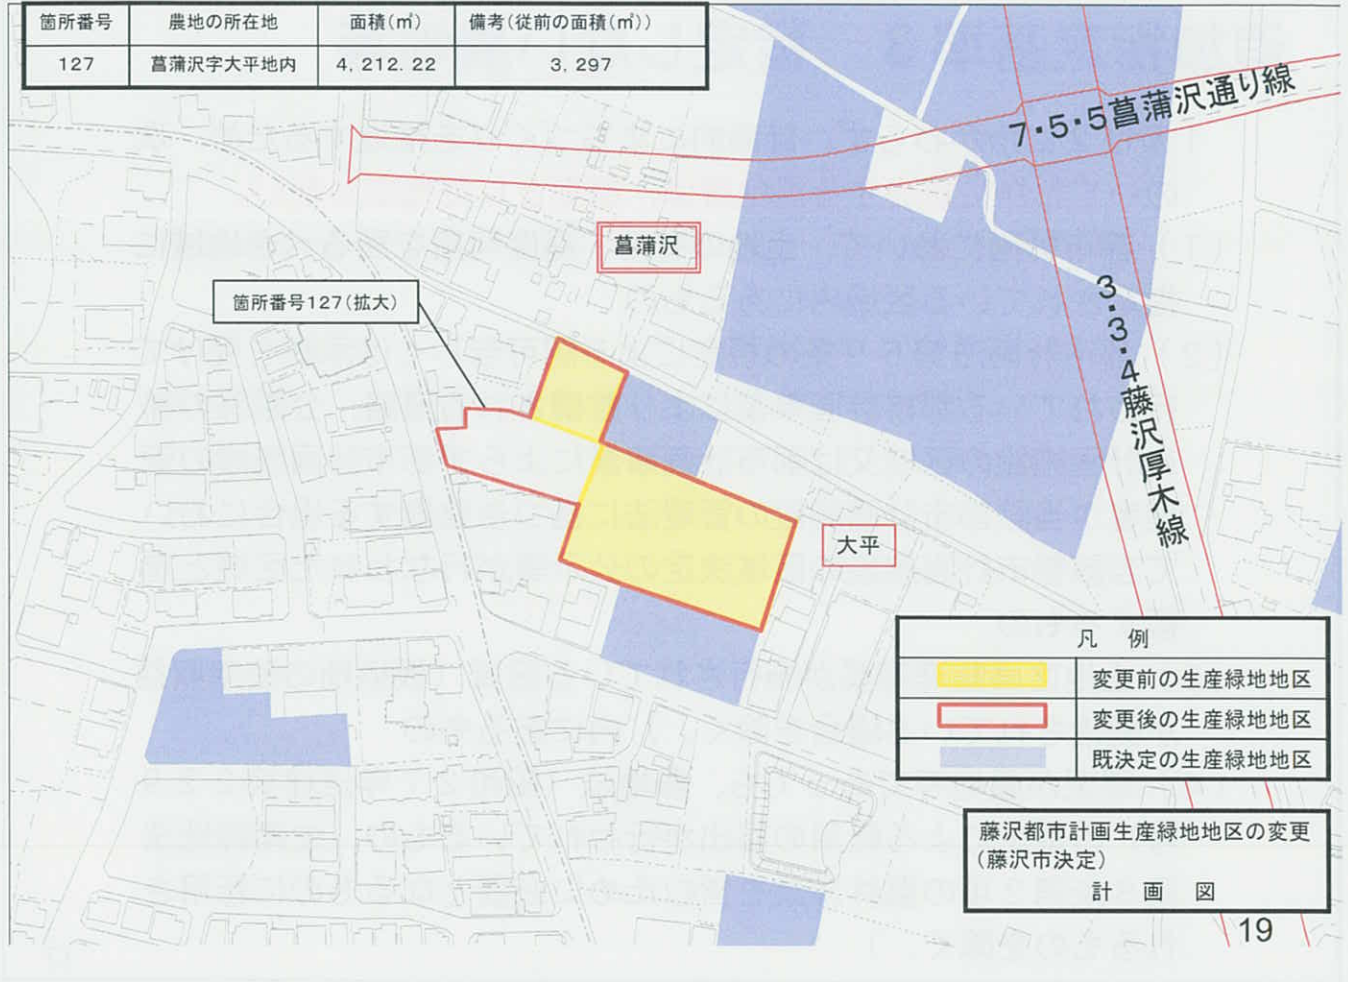 箇所番号 農地の所在地 面積(㎡) 備考(従前の面積(㎡))
127 菖蒲沢字大平地内 4,212.22 3,297
7・5・5菖蒲沢通り線
菖蒲沢
箇所番号127(拡大)
3・3・4藤沢厚木線
大平
凡 例
変更前の生産緑地地区
変更後の生産緑地地区
既決定の生産緑地地区
藤沢都市計画生産緑地地区の変更
(藤沢市決定)
計 画 図
19